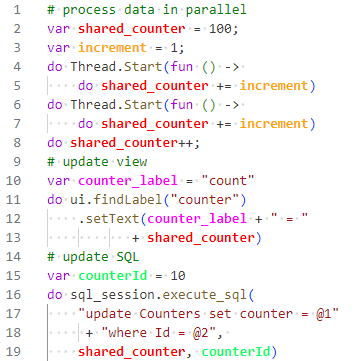 1 # process data in parallel
2 var shared_counter = 100;
3 var increment = 1;
4 do Thread.Start(fun () ->
5     do shared_counter += increment)
6 do Thread.Start(fun () ->
7     do shared_counter += increment)
8 do shared_counter++;
9 # update view
10 var counter_label = "count"
11 do ui.findLabel("counter")
12     .setText(counter_label + " = "
13             + shared_counter)
14 # update SQL
15 var counterId = 10
16 do sql_session.execute_sql(
17     "update Counters set counter = @1"
18     + "where Id = @2",
19     shared_counter, counterId)